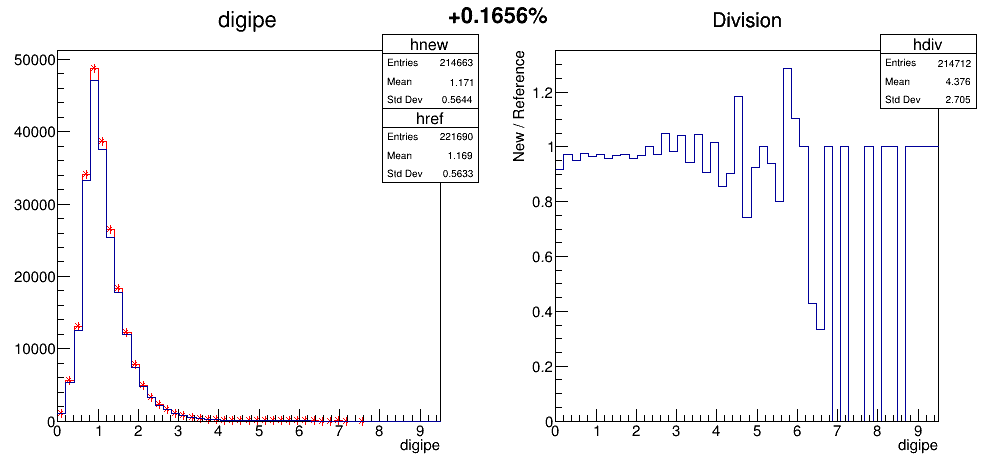 +0.1656%
digipe
hnew
Entries 214663
Mean 1.171
Std Dev 0.5644
href
Entries 221690
Mean 1.169
Std Dev 0.5633
50000
40000
30000
20000
10000
0
0 1 2 3 4 5 6 7 8 9
digipe
Division
hdiv
Entries 214712
Mean 4.376
Std Dev 2.705
New / Reference
1.2
1
0.8
0.6
0.4
0.2
0
0 1 2 3 4 5 6 7 8 9
digipe